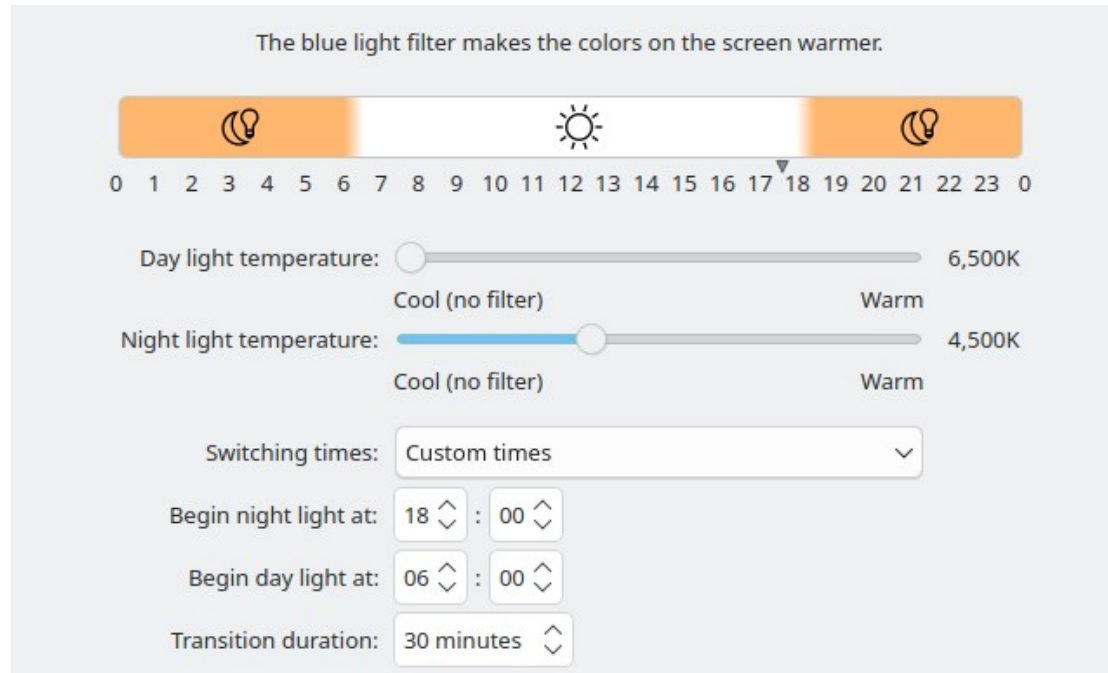 The blue light filter makes the colors on the screen warmer.
0 1 2 3 4 5 6 7 8 9 10 11 12 13 14 15 16 17 18 19 20 21 22 23 0
Day light temperature: 6,500K
Cool (no filter) Warm
Night light temperature: 4,500K
Cool (no filter) Warm
Switching times: Custom times
Begin night light at: 18 : 00
Begin day light at: 06 : 00
Transition duration: 30 minutes